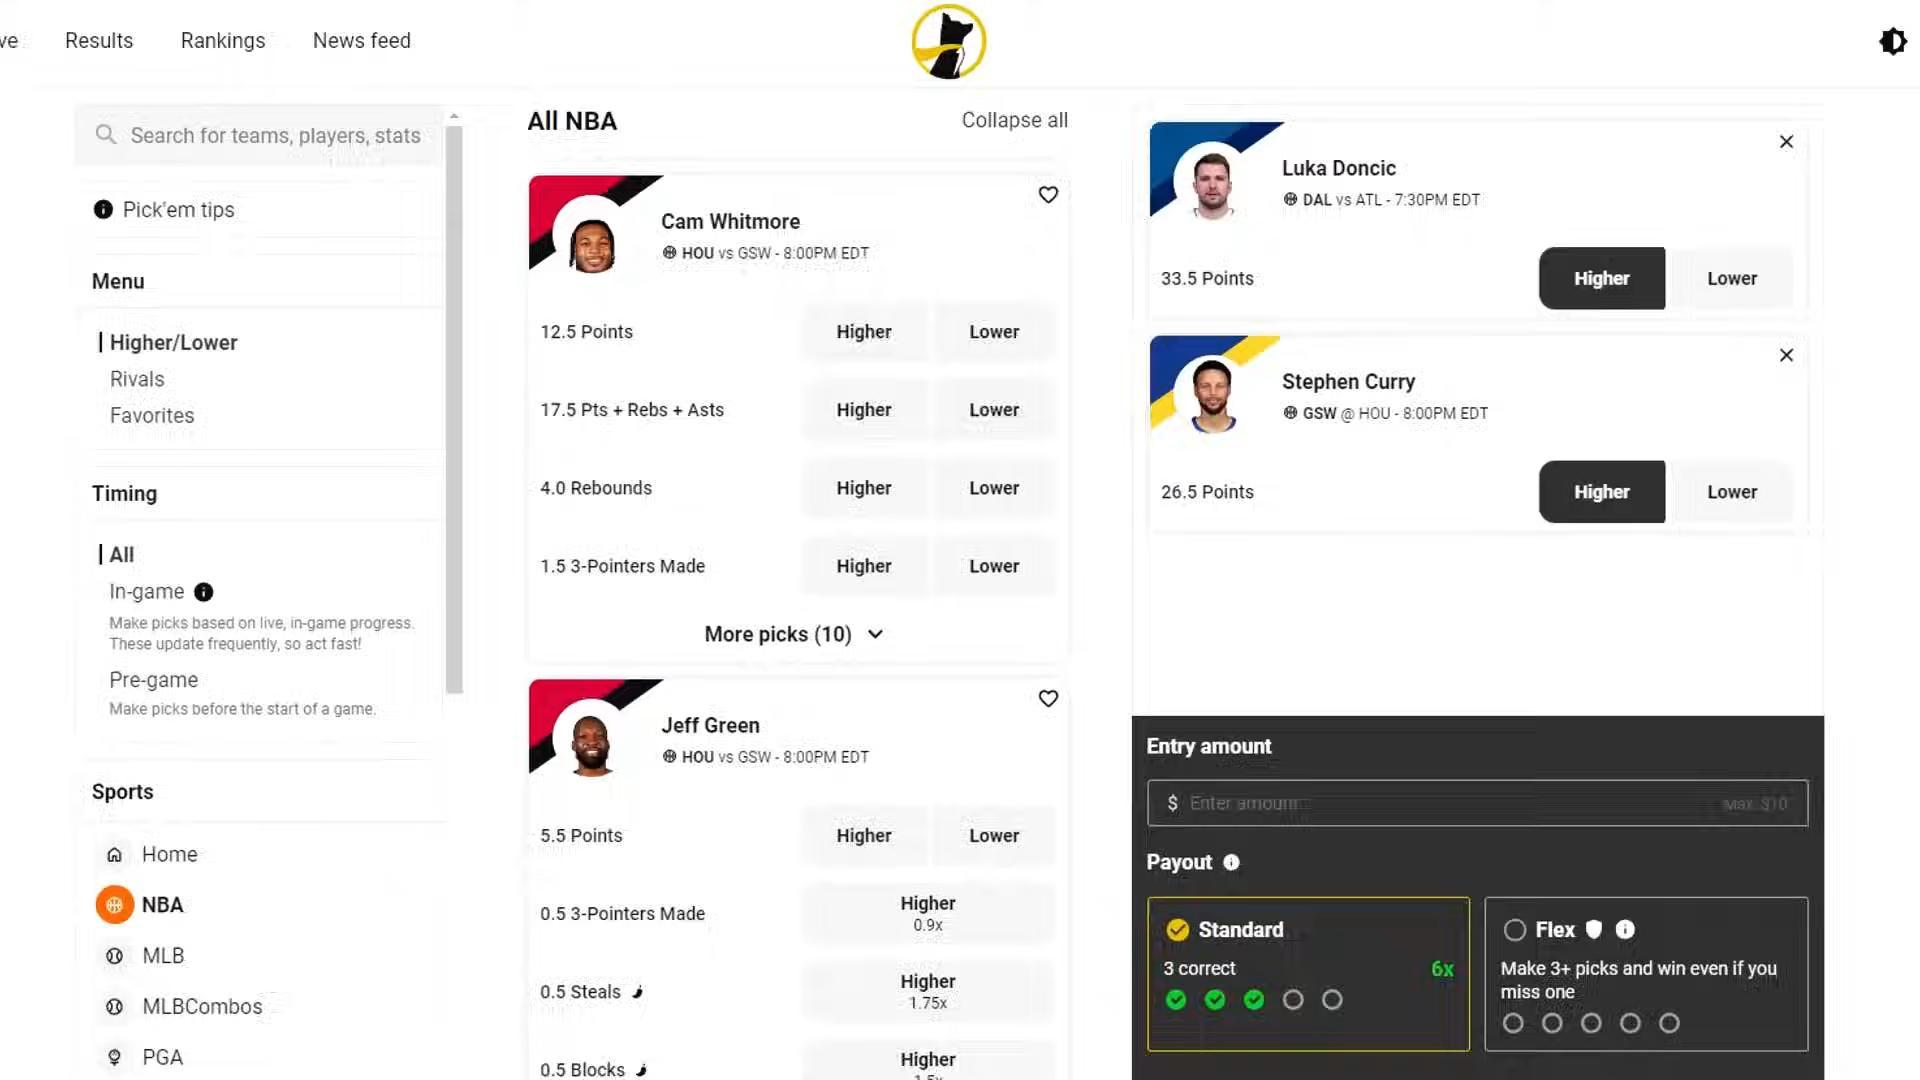 ve
Results
Rankings
News feed
Search for teams, players, stats
Pick'em tips
Menu
Higher/Lower
Rivals
Favorites
Timing
All
In-game
Make picks based on live, in-game progress.
These update frequently, so act fast!
Pre-game
Make picks before the start of a game.
Sports
Home
NBA
MLB
MLBCombos
PGA
All NBA
Collapse all
Cam Whitmore
HOU vs GSW - 8:00PM EDT
12.5 Points
Higher
Lower
17.5 Pts + Rebs + Asts
Higher
Lower
4.0 Rebounds
Higher
Lower
1.5 3-Pointers Made
Higher
Lower
More picks (10)
Jeff Green
HOU vs GSW - 8:00PM EDT
5.5 Points
Higher
Lower
0.5 3-Pointers Made
Higher
0.9x
0.5 Steals
Higher
1.75x
0.5 Blocks
Higher
1.5x
Luka Doncic
DAL vs ATL - 7:30PM EDT
33.5 Points
Higher
Lower
Stephen Curry
GSW @ HOU - 8:00PM EDT
26.5 Points
Higher
Lower
Entry amount
$ Enter amount
Max. $10
Payout
Standard
3 correct
6x
Flex
Make 3+ picks and win even if you
miss one